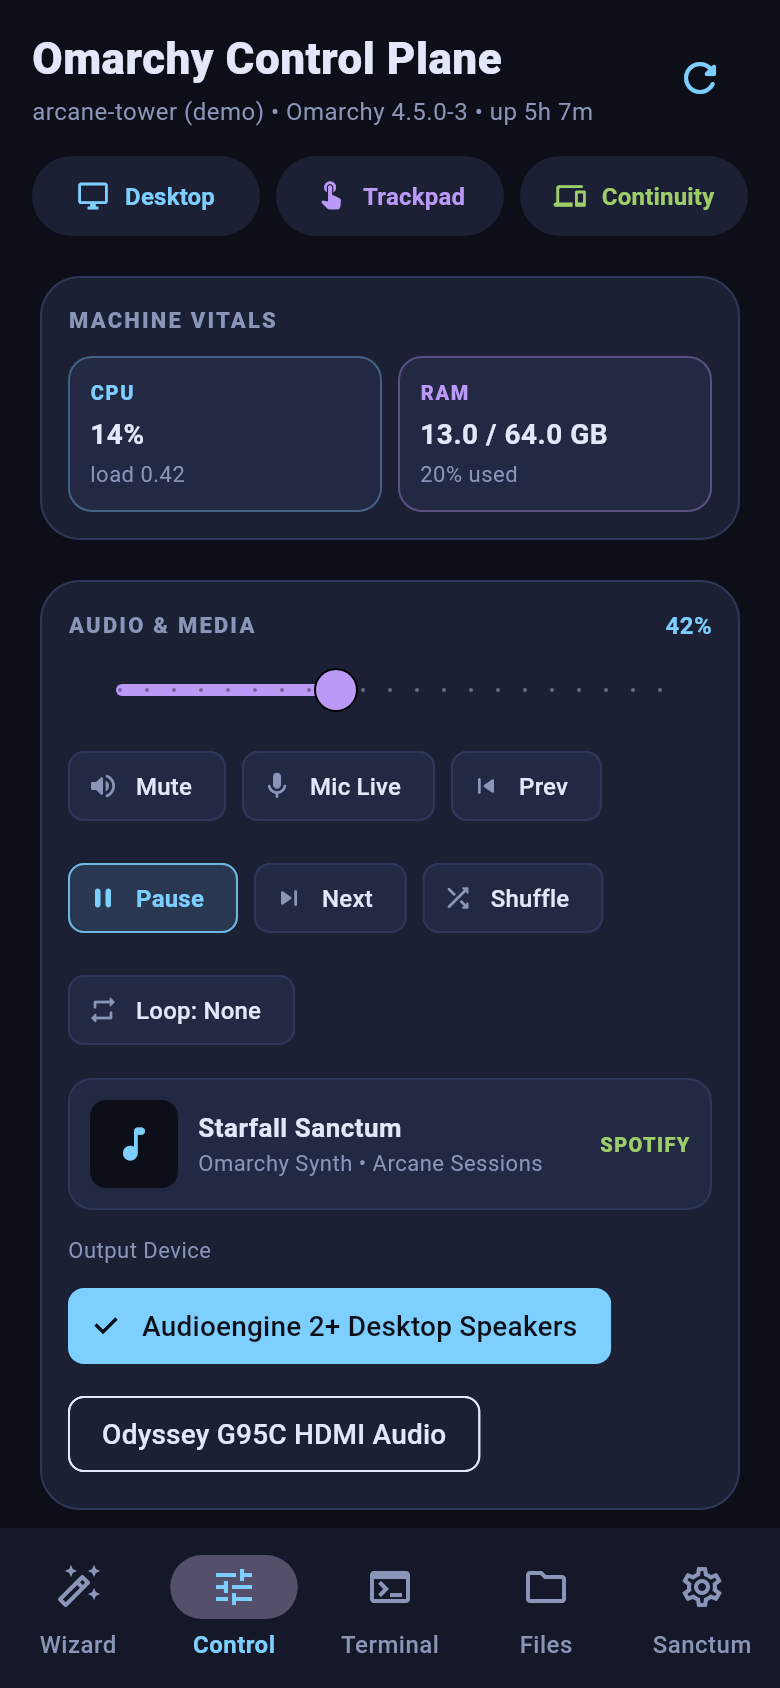 Omarchy Control Plane
arcane-tower (demo) • Omarchy 4.5.0-3 • up 5h 7m
Desktop
Trackpad
Continuity
MACHINE VITALS
CPU
14%
load 0.42
RAM
13.0 / 64.0 GB
20% used
AUDIO & MEDIA
42%
Mute
Mic Live
Prev
Pause
Next
Shuffle
Loop: None
Starfall Sanctum
Omarchy Synth • Arcane Sessions
SPOTIFY
Output Device
Audioengine 2+ Desktop Speakers
Odyssey G95C HDMI Audio
Wizard
Control
Terminal
Files
Sanctum